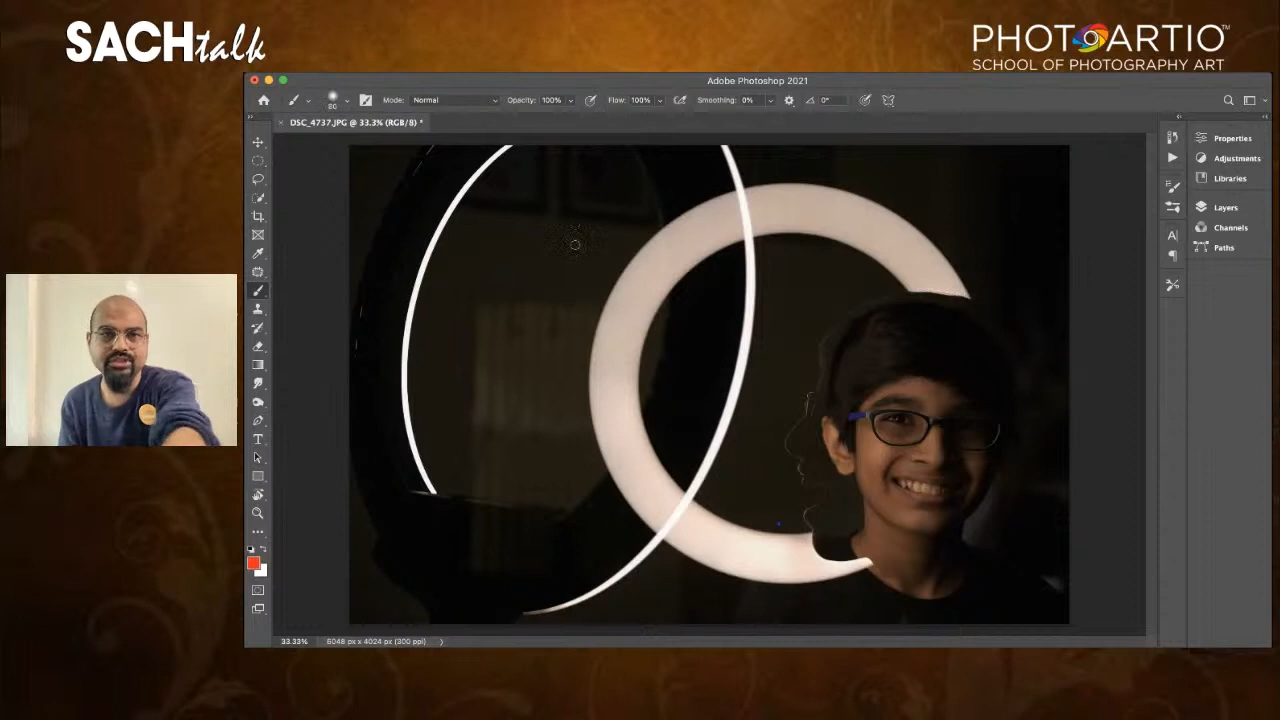 SACHtalk
PHOTOARTIO™
SCHOOL OF PHOTOGRAPHY ART
Adobe Photoshop 2021
80
Mode: Normal
Opacity: 100%
Flow: 100%
Smoothing: 0%
0°
DSC_4737.JPG @ 33.3% (RGB/8) *
Properties
Adjustments
Libraries
Layers
Channels
Paths
33.33%
6048 px x 4024 px (300 ppi)